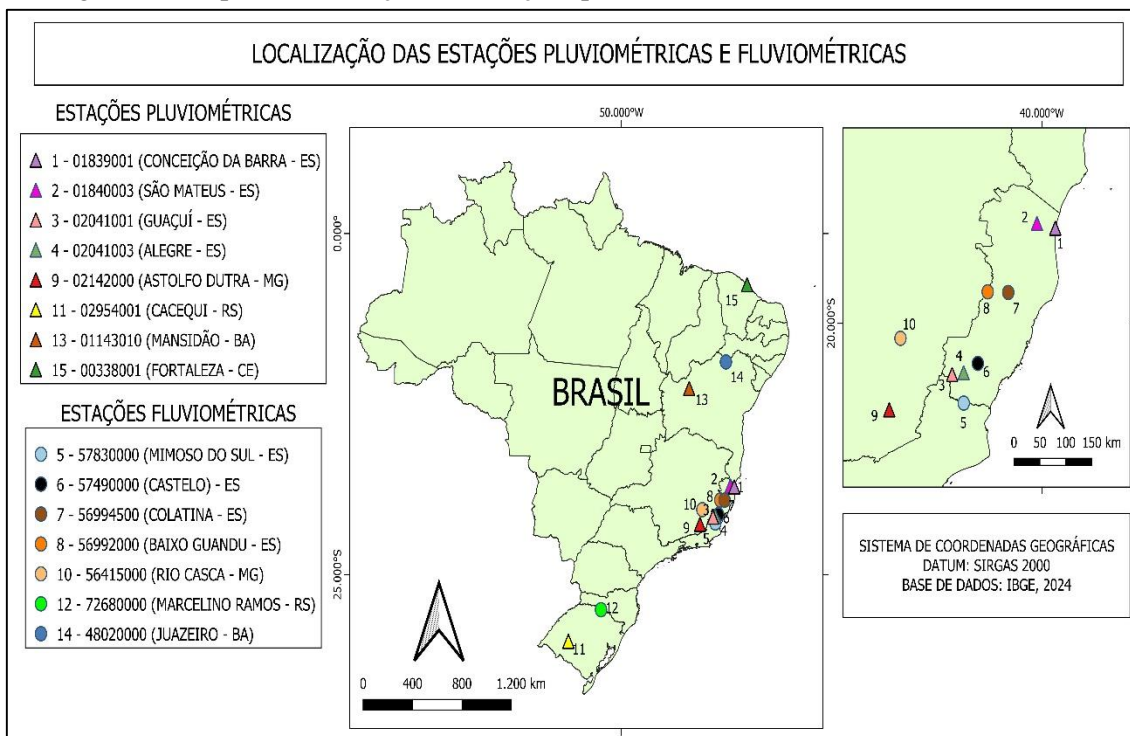 LOCALIZAÇÃO DAS ESTAÇÕES PLUVIOMÉTRICAS E FLUVIOMÉTRICAS
ESTAÇÕES PLUVIOMÉTRICAS
1 - 01839001 (CONCEIÇÃO DA BARRA - ES)
2 - 01840003 (SÃO MATEUS - ES)
3 - 02041001 (GUAÇUÍ - ES)
4 - 02041003 (ALEGRE - ES)
9 - 02142000 (ASTOLFO DUTRA - MG)
11 - 02954001 (CACEQUI - RS)
13 - 01143010 (MANSIDÃO - BA)
15 - 00338001 (FORTALEZA - CE)
ESTAÇÕES FLUVIOMÉTRICAS
5 - 57830000 (MIMOSO DO SUL - ES)
6 - 57490000 (CASTELO) - ES
7 - 56994500 (COLATINA - ES)
8 - 56992000 (BAIXO GUANDU - ES)
10 - 56415000 (RIO CASCA - MG)
12 - 72680000 (MARCELINO RAMOS - RS)
14 - 48020000 (JUAZEIRO - BA)
50.000°W
0.000°
25.000°S
BRASIL
15
14
13
2
1
8
10
3
6
9
5
4
12
11
0 400 800 1.200 km
40.000°W
20.000°S
2
1
8
7
10
4
6
3
9
5
0 50 100 150 km
SISTEMA DE COORDENADAS GEOGRÁFICAS
DATUM: SIRGAS 2000
BASE DE DADOS: IBGE, 2024